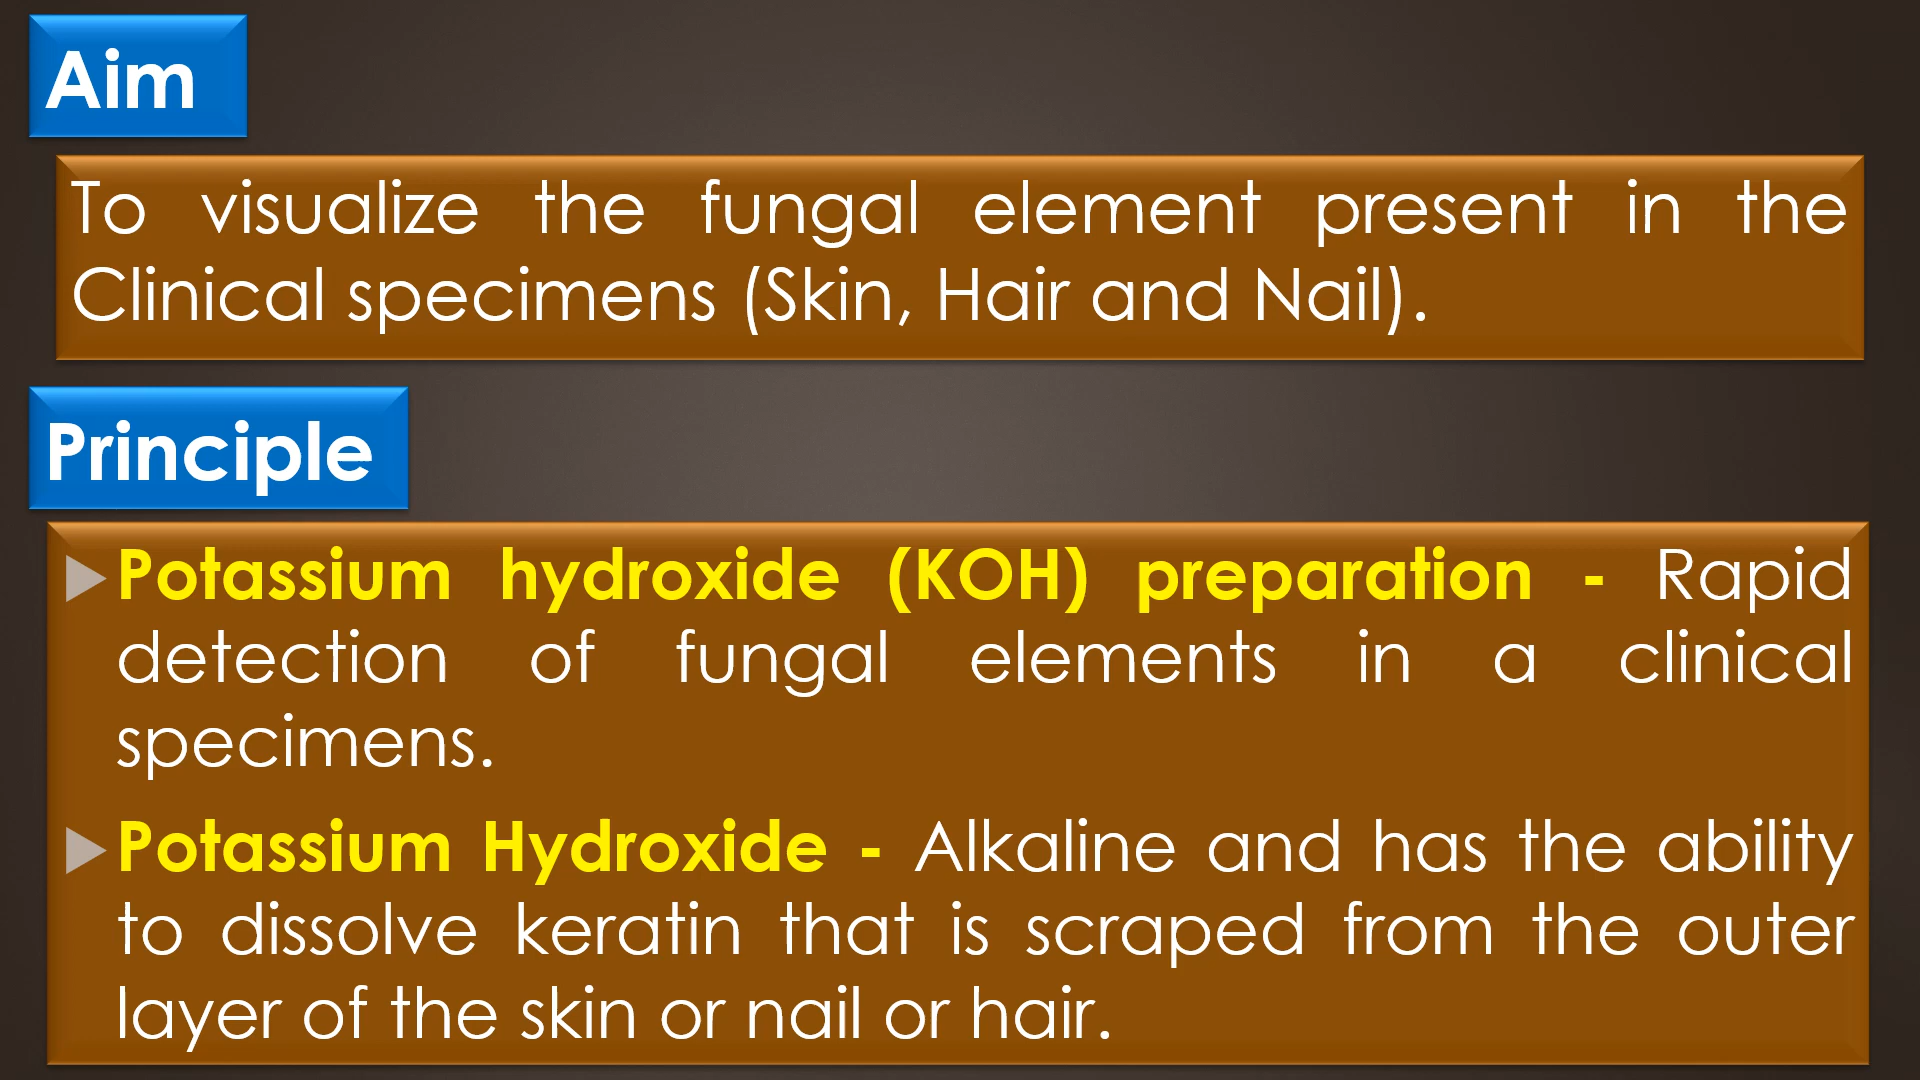 Aim
To visualize the fungal element present in the
Clinical specimens (Skin, Hair and Nail).
Principle
Potassium hydroxide (KOH) preparation - Rapid
detection of fungal elements in a clinical
specimens.
Potassium Hydroxide - Alkaline and has the ability
to dissolve keratin that is scraped from the outer
layer of the skin or nail or hair.